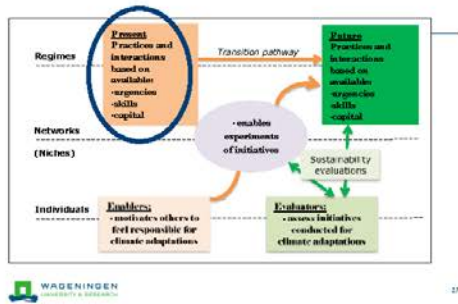 Regimes
Present
Practices and
interactions
based on
available:
-urgencies
-skills
-capital
Transition pathway
Future
Practices and
interactions
based on
available:
-urgencies
-skills
-capital
Networks
(Niches)
- enables
experiments
of initiatives
Sustainability
evaluations
Individuals
Enablers:
- motivates others to
feel responsible for
climate adaptations
Evaluators:
- assess initiatives
conducted for
climate adaptations
WAGENINGEN
UNIVERSITY & RESEARCH